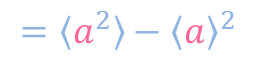 = ⟨a²⟩ − ⟨a⟩²